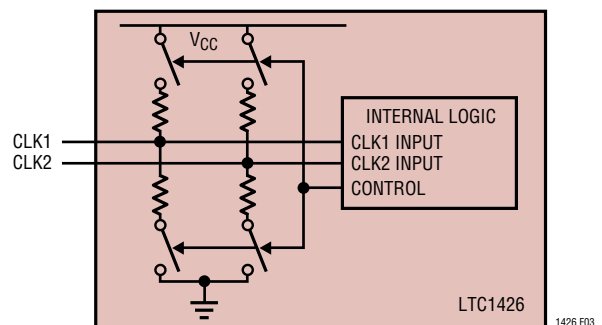 VCC
INTERNAL LOGIC
CLK1
CLK1 INPUT
CLK2
CLK2 INPUT
CONTROL
LTC1426
1426 F03